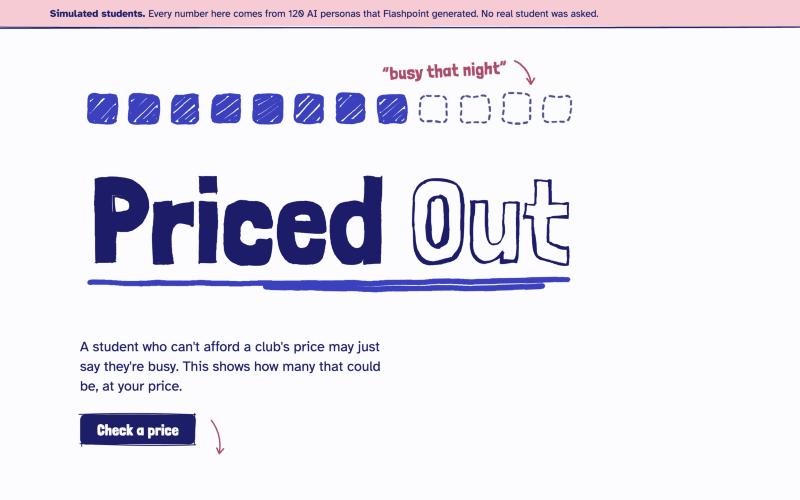 Simulated students. Every number here comes from 120 AI personas that Flashpoint generated. No real student was asked.
“busy that night”
Priced Out
A student who can't afford a club's price may just
say they're busy. This shows how many that could
be, at your price.
Check a price